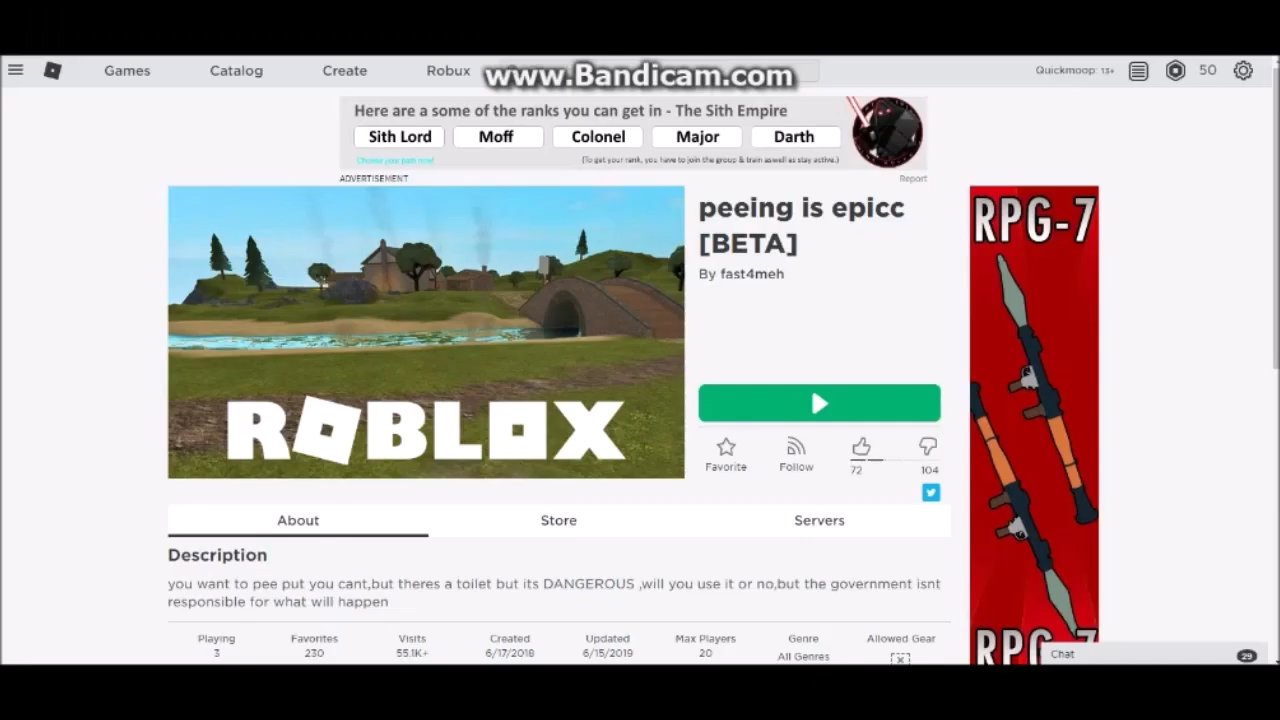 Games Catalog Create Robux www.Bandicam.com Quickmoop: 13+ 50
Here are a some of the ranks you can get in - The Sith Empire
Sith Lord Moff Colonel Major Darth
Choose your path now! (To get your rank, you have to join the group & train aswell as stay active.)
ADVERTISEMENT Report
peeing is epicc
[BETA]
By fast4meh
RPG-7
ROBLOX
Favorite Follow 72 104
About Store Servers
Description
you want to pee put you cant,but theres a toilet but its DANGEROUS ,will you use it or no,but the government isnt
responsible for what will happen
Playing Favorites Visits Created Updated Max Players Genre Allowed Gear
3 230 55.1K+ 6/17/2018 6/15/2019 20 All Genres
RPG-7
Chat 29